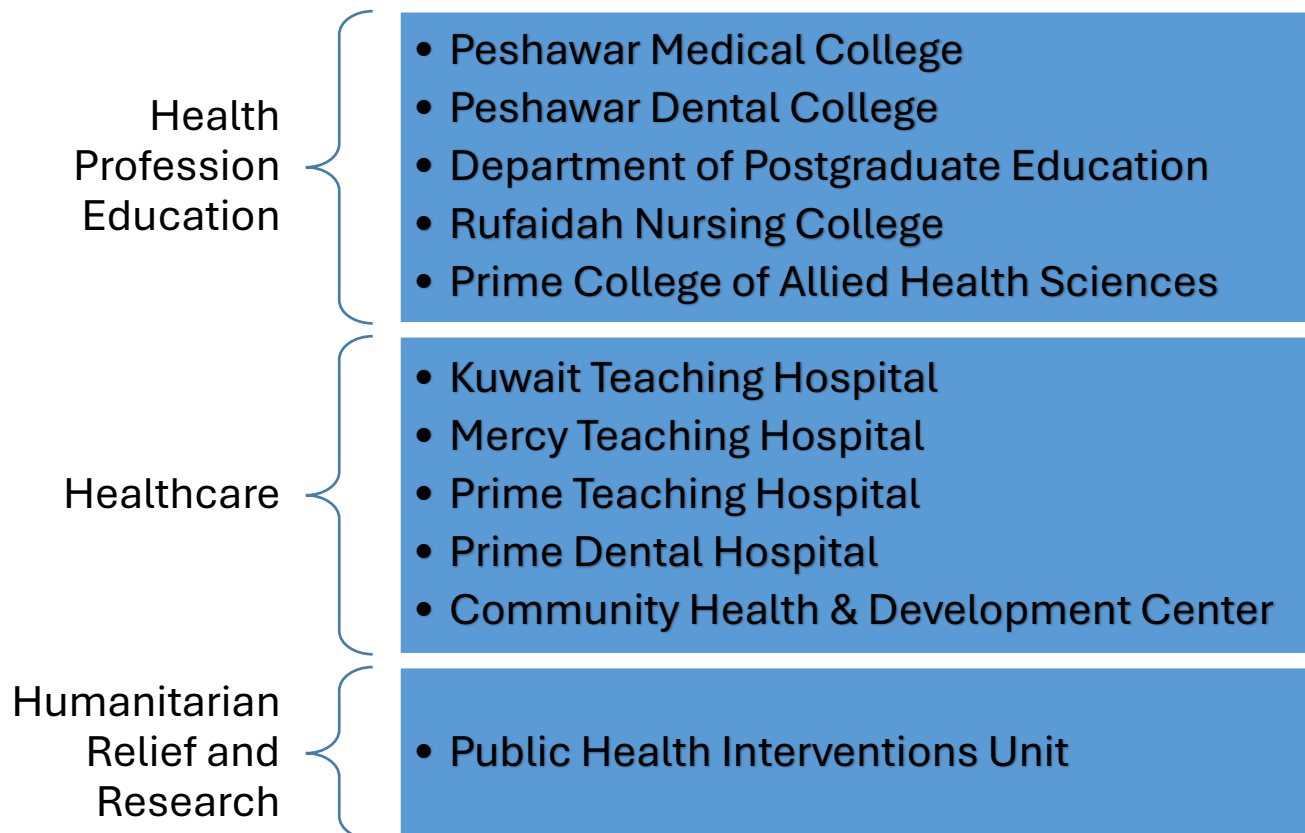 Health
Profession
Education
• Peshawar Medical College
• Peshawar Dental College
• Department of Postgraduate Education
• Rufaidah Nursing College
• Prime College of Allied Health Sciences
Healthcare
• Kuwait Teaching Hospital
• Mercy Teaching Hospital
• Prime Teaching Hospital
• Prime Dental Hospital
• Community Health & Development Center
Humanitarian
Relief and
Research
• Public Health Interventions Unit